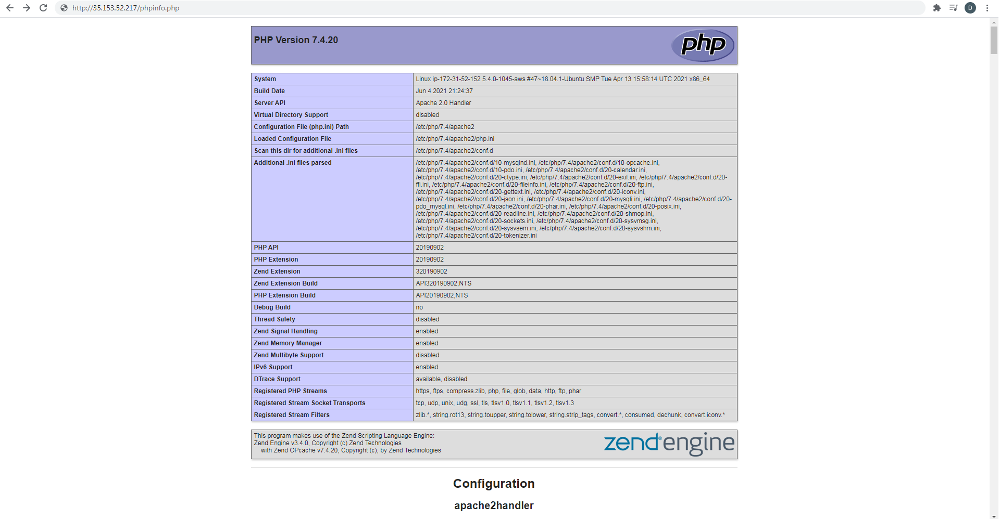 http://35.153.52.217/phpinfo.php
D
PHP Version 7.4.20
php
System Linux ip-172-31-52-152 5.4.0-1045-aws #47~18.04.1-Ubuntu SMP Tue Apr 13 15:58:14 UTC 2021 x86_64
Build Date Jun 4 2021 21:24:37
Server API Apache 2.0 Handler
Virtual Directory Support disabled
Configuration File (php.ini) Path /etc/php/7.4/apache2
Loaded Configuration File /etc/php/7.4/apache2/php.ini
Scan this dir for additional .ini files /etc/php/7.4/apache2/conf.d
Additional .ini files parsed /etc/php/7.4/apache2/conf.d/10-mysqlnd.ini, /etc/php/7.4/apache2/conf.d/10-opcache.ini,
/etc/php/7.4/apache2/conf.d/10-pdo.ini, /etc/php/7.4/apache2/conf.d/20-calendar.ini,
/etc/php/7.4/apache2/conf.d/20-ctype.ini, /etc/php/7.4/apache2/conf.d/20-exif.ini, /etc/php/7.4/apache2/conf.d/20-
ffi.ini, /etc/php/7.4/apache2/conf.d/20-fileinfo.ini, /etc/php/7.4/apache2/conf.d/20-ftp.ini,
/etc/php/7.4/apache2/conf.d/20-gettext.ini, /etc/php/7.4/apache2/conf.d/20-iconv.ini,
/etc/php/7.4/apache2/conf.d/20-json.ini, /etc/php/7.4/apache2/conf.d/20-mysqli.ini, /etc/php/7.4/apache2/conf.d/20-
pdo_mysql.ini, /etc/php/7.4/apache2/conf.d/20-phar.ini, /etc/php/7.4/apache2/conf.d/20-posix.ini,
/etc/php/7.4/apache2/conf.d/20-readline.ini, /etc/php/7.4/apache2/conf.d/20-shmop.ini,
/etc/php/7.4/apache2/conf.d/20-sockets.ini, /etc/php/7.4/apache2/conf.d/20-sysvmsg.ini,
/etc/php/7.4/apache2/conf.d/20-sysvsem.ini, /etc/php/7.4/apache2/conf.d/20-sysvshm.ini,
/etc/php/7.4/apache2/conf.d/20-tokenizer.ini
PHP API 20190902
PHP Extension 20190902
Zend Extension 320190902
Zend Extension Build API320190902,NTS
PHP Extension Build API20190902,NTS
Debug Build no
Thread Safety disabled
Zend Signal Handling enabled
Zend Memory Manager enabled
Zend Multibyte Support disabled
IPv6 Support enabled
DTrace Support available, disabled
Registered PHP Streams https, ftps, compress.zlib, php, file, glob, data, http, ftp, phar
Registered Stream Socket Transports tcp, udp, unix, udg, ssl, tls, tlsv1.0, tlsv1.1, tlsv1.2, tlsv1.3
Registered Stream Filters zlib.*, string.rot13, string.toupper, string.tolower, string.strip_tags, convert.*, consumed, dechunk, convert.iconv.*
This program makes use of the Zend Scripting Language Engine:
Zend Engine v3.4.0, Copyright (c) Zend Technologies
with Zend OPcache v7.4.20, Copyright (c), by Zend Technologies
zend® engine
Configuration
apache2handler